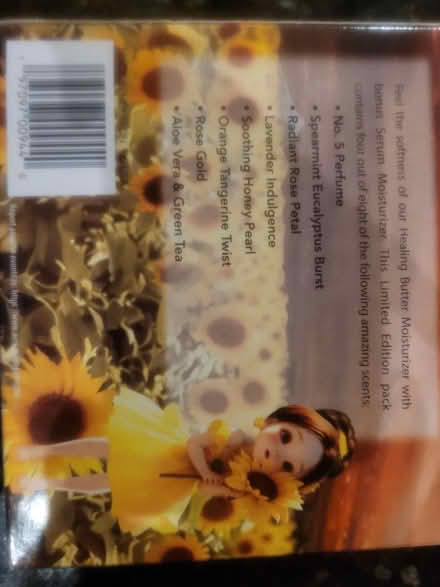 Feel the softness of our Healing Butter Moisturizer with
bonus Serum Moisturizer. This Limited Edition pack
contains four out of eight of the following amazing scents:
• No. 5 Perfume
• Spearmint Eucalyptus Burst
• Radiant Rose Petal
• Lavender Indulgence
• Soothing Honey Pearl
• Orange Tangerine Twist
• Rose Gold
• Aloe Vera & Green Tea